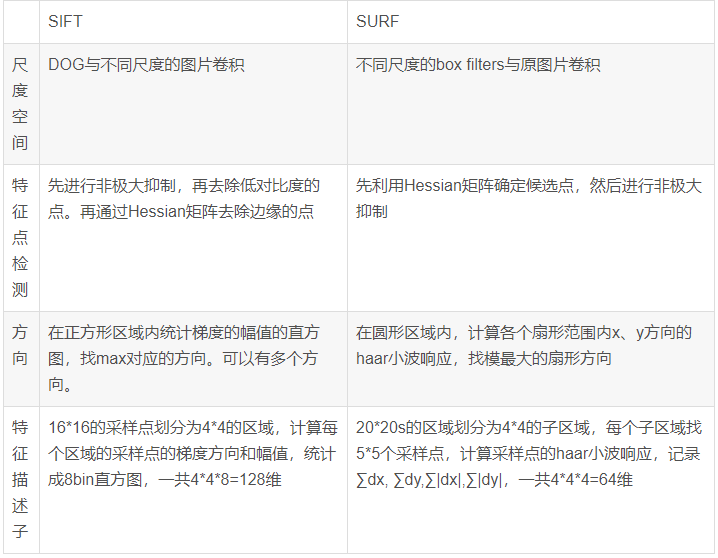 SIFT SURF
尺度空间 DOG与不同尺度的图片卷积 不同尺度的box filters与原图片卷积
特征点检测 先进行非极大抑制，再去除低对比度的 先利用Hessian矩阵确定候选点，然后进行非极大
点。再通过Hessian矩阵去除边缘的点 抑制
方向 在正方形区域内统计梯度的幅值的直方 在圆形区域内，计算各个扇形范围内x、y方向的
图，找max对应的方向。可以有多个方 haar小波响应，找模最大的扇形方向
向。
特征描述子 16*16的采样点划分为4*4的区域，计算每 20*20s的区域划分为4*4的子区域，每个子区域找
个区域的采样点的梯度方向和幅值，统计 5*5个采样点，计算采样点的haar小波响应，记录
成8bin直方图，一共4*4*8=128维 ∑dx, ∑dy,∑|dx|,∑|dy|，一共4*4*4=64维